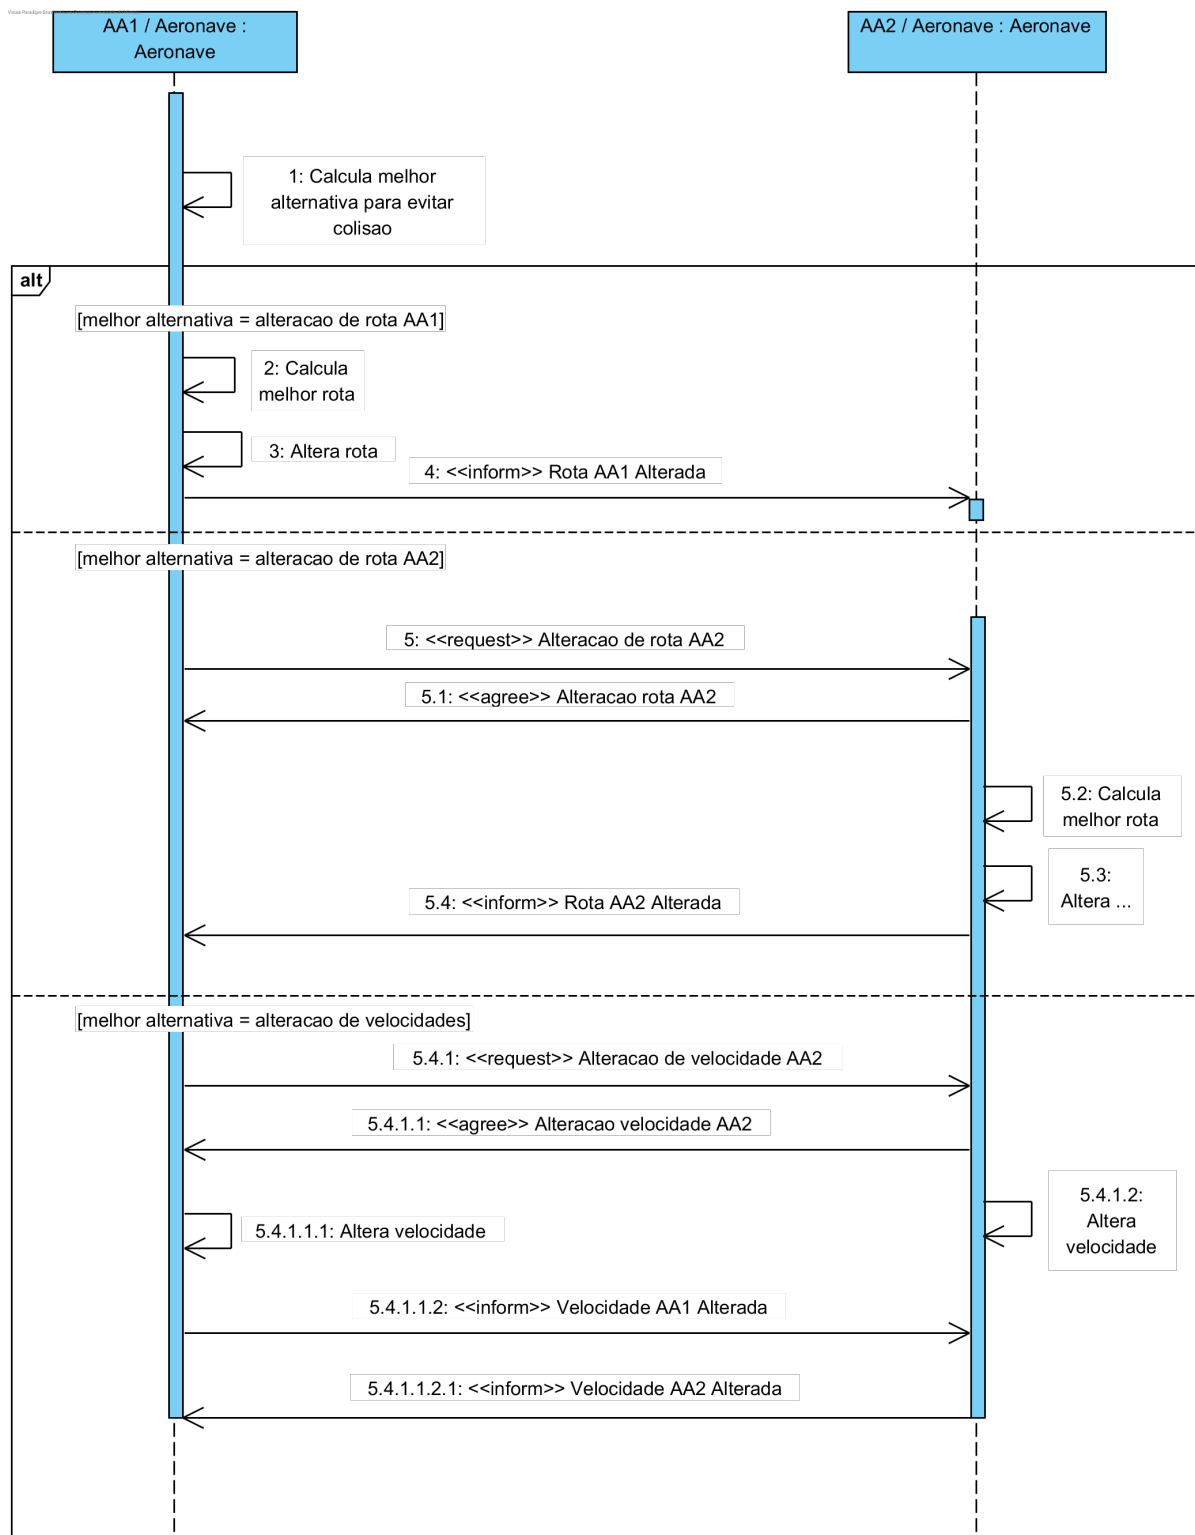 AA1 / Aeronave :
Aeronave
AA2 / Aeronave : Aeronave
1: Calcula melhor
alternativa para evitar
colisao
alt
[melhor alternativa = alteracao de rota AA1]
2: Calcula
melhor rota
3: Altera rota
4: <<inform>> Rota AA1 Alterada
[melhor alternativa = alteracao de rota AA2]
5: <<request>> Alteracao de rota AA2
5.1: <<agree>> Alteracao rota AA2
5.2: Calcula
melhor rota
5.3:
Altera ...
5.4: <<inform>> Rota AA2 Alterada
[melhor alternativa = alteracao de velocidades]
5.4.1: <<request>> Alteracao de velocidade AA2
5.4.1.1: <<agree>> Alteracao velocidade AA2
5.4.1.2:
Altera
velocidade
5.4.1.1.1: Altera velocidade
5.4.1.1.2: <<inform>> Velocidade AA1 Alterada
5.4.1.1.2.1: <<inform>> Velocidade AA2 Alterada